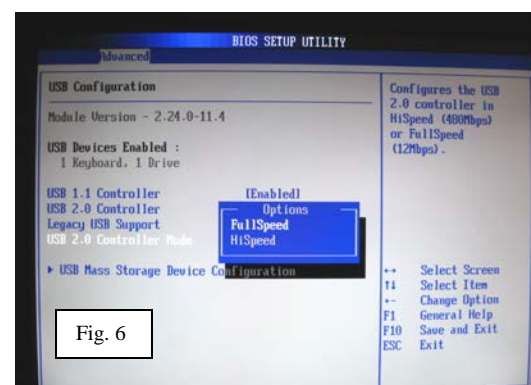 BIOS SETUP UTILITY
Advanced
USB Configuration
Module Version - 2.24.0-11.4
USB Devices Enabled :
1 Keyboard, 1 Drive
USB 1.1 Controller [Enabled]
USB 2.0 Controller
Legacy USB Support
USB 2.0 Controller Mode
Options
FullSpeed
HiSpeed
▶ USB Mass Storage Device Configuration
Configures the USB
2.0 controller in
HiSpeed (480Mbps)
or FullSpeed
(12Mbps).
↔ Select Screen
↑↓ Select Item
+- Change Option
F1 General Help
F10 Save and Exit
ESC Exit
Fig. 6